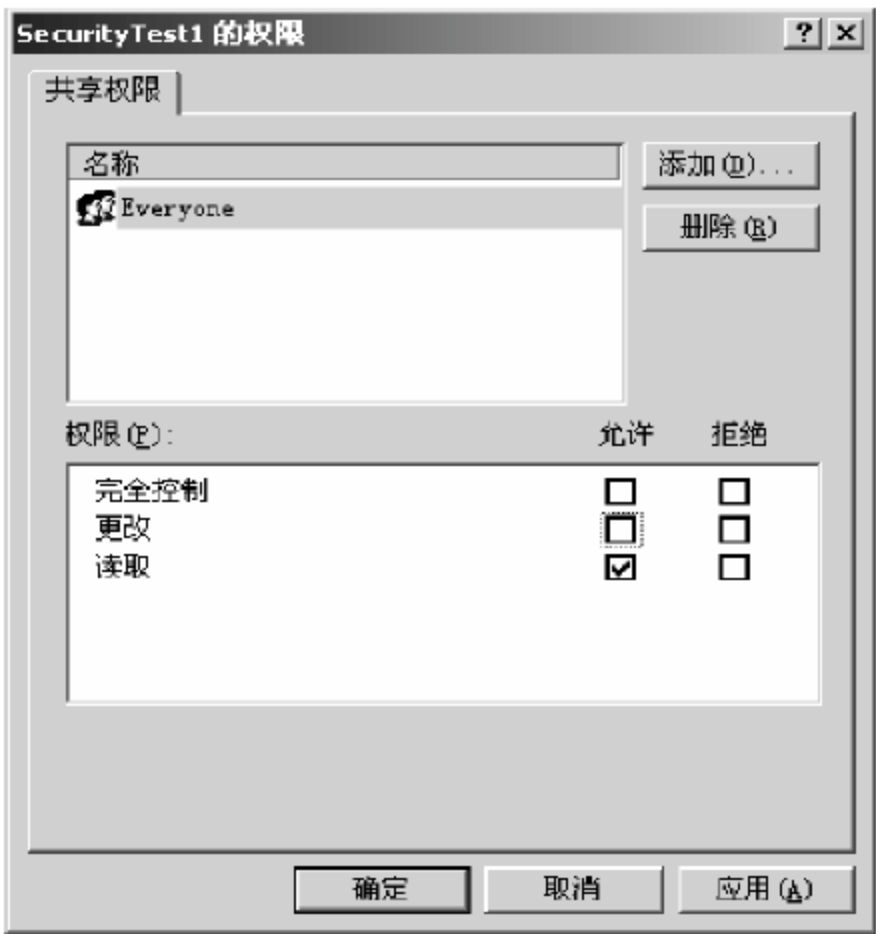 SecurityTest1 的权限
共享权限
名称
添加(D)...
Everyone
删除(R)
权限(P):
允许
拒绝
完全控制
更改
读取
确定
取消
应用(A)